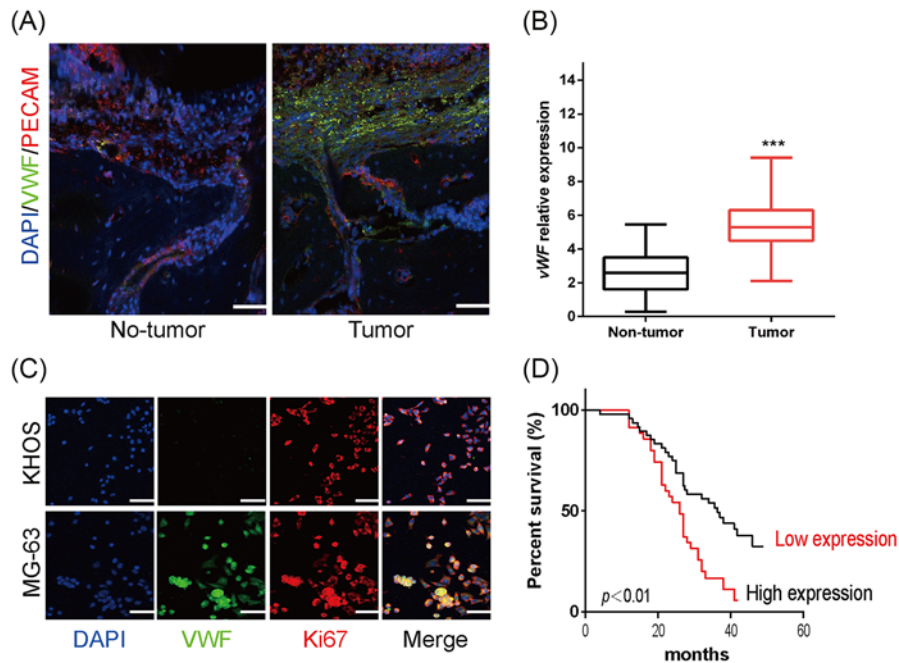 (A)
DAPI/VWF/PECAM
No-tumor
Tumor
(B)
vWF relative expression
14
12
10
8
6
4
2
0
***
Non-tumor
Tumor
(C)
KHOS
MG-63
DAPI
VWF
Ki67
Merge
(D)
Percent survival (%)
100
50
0
p<0.01
Low expression
High expression
0
20
40
60
months